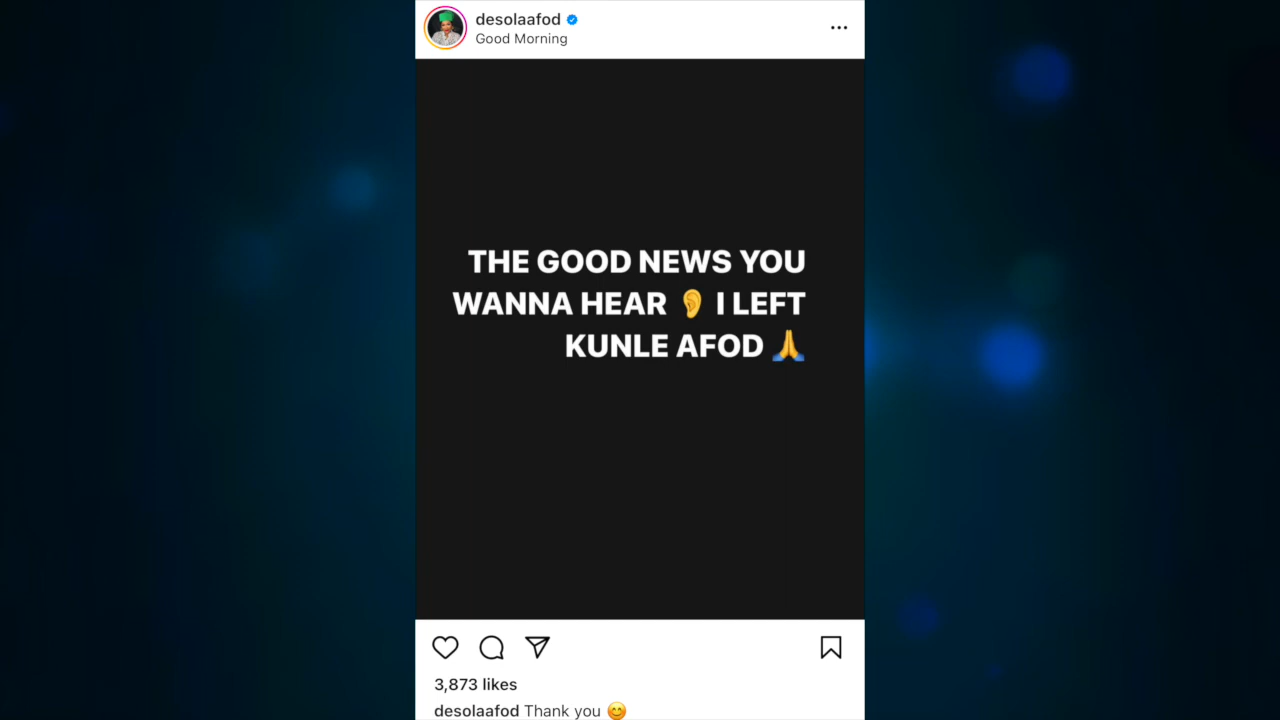 desolaafod
Good Morning
THE GOOD NEWS YOU
WANNA HEAR 👂 I LEFT
KUNLE AFOD 🙏
3,873 likes
desolaafod Thank you 😊